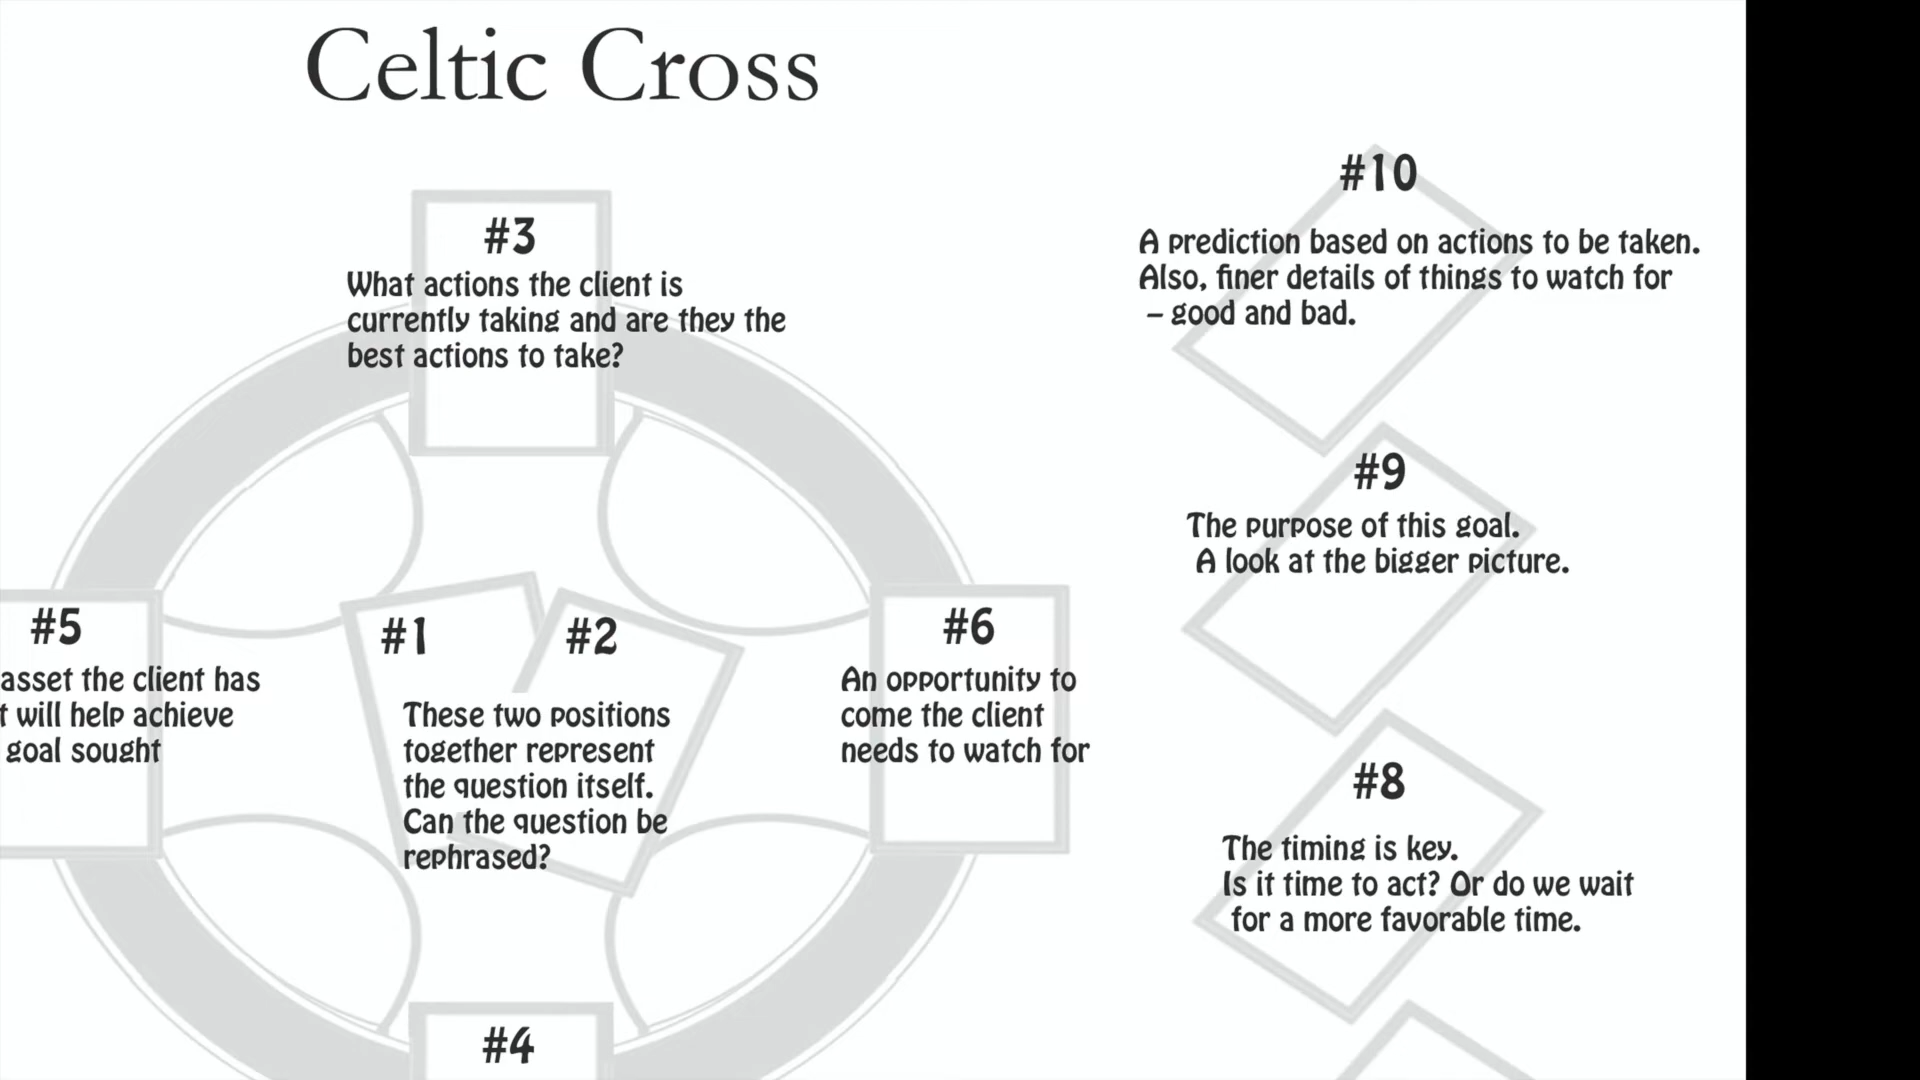 Celtic Cross
#3
What actions the client is
currently taking and are they the
best actions to take?
#10
A prediction based on actions to be taken.
Also, finer details of things to watch for
– good and bad.
#9
The purpose of this goal.
A look at the bigger picture.
#5
asset the client has
t will help achieve
goal sought
#1
#2
These two positions
together represent
the question itself.
Can the question be
rephrased?
#6
An opportunity to
come the client
needs to watch for
#8
The timing is key.
Is it time to act? Or do we wait
for a more favorable time.
#4